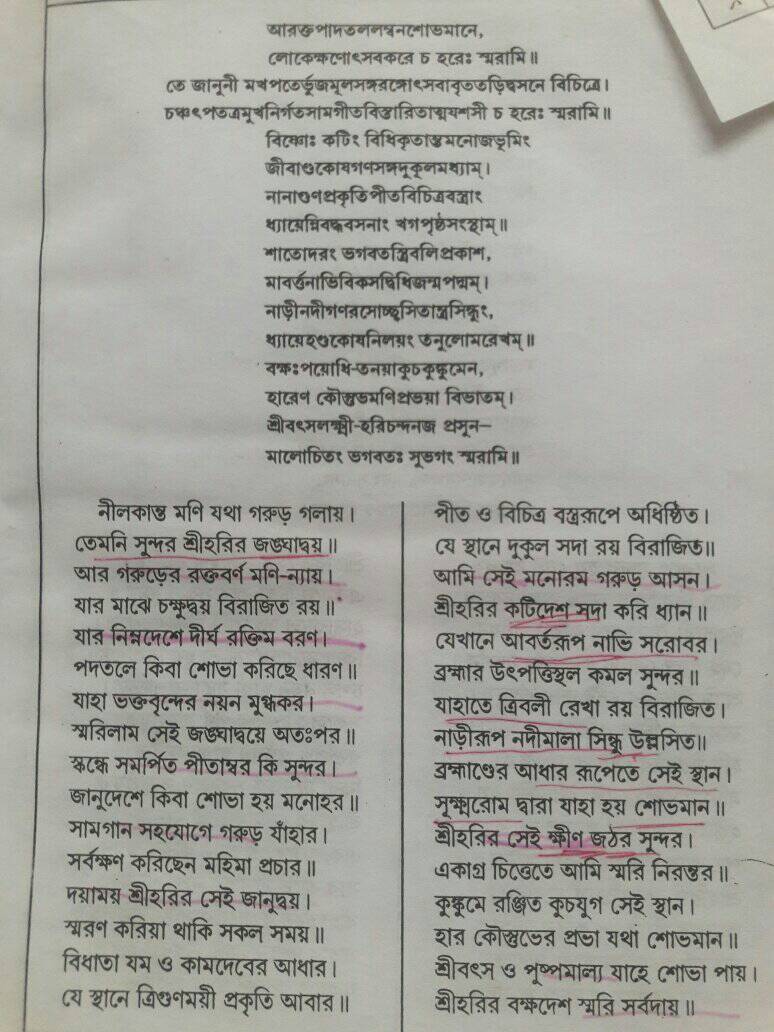 আরক্তপাদতললম্বনশোভমানে,
লোকেক্ষণোৎসবকরে চ হরেঃ স্মরামি॥
তে জানুনী মখপতের্ভুজমূলসঙ্গরঙ্গোৎসবাবৃততড়িদ্বসনে বিচিত্রে।
চঞ্চৎপতত্রমুখনির্গতসামগীতবিস্তারিতাত্মযশসী চ হরেঃ স্মরামি॥
বিষ্ণোঃ কটিং বিধিকৃতান্তমনোজভূমিং
জীবাণ্ডকোষগণসঙ্গদুকূলমধ্যাম্।
নানাগুণপ্রকৃতিপীতবিচিত্রবস্ত্রাং
ধ্যায়েন্নিবদ্ধবসনাং খগপৃষ্ঠসংস্থাম্॥
শাতোদরং ভগবতস্ত্রিবলিপ্রকাশ,
মাবর্ত্তনাভিবিকসদ্বিধিজন্মপদ্মম্।
নাড়ীনদীগণরসোচ্ছ্বসিতান্ত্রসিন্ধুং,
ধ্যায়েহণ্ডকোষনিলয়ং তনুলোমরেখম্॥
বক্ষঃপয়োধি-তনয়াকুচকুঙ্কুমেন,
হারেণ কৌস্তুভমণিপ্রভয়া বিভাতম্।
শ্রীবৎসলক্ষ্মী-হরিচন্দনজ প্রসূন–
মালোচিতং ভগবতঃ সুভগং স্মরামি॥
নীলকান্ত মণি যথা গরুড় গলায়।
তেমনি সুন্দর শ্রীহরির জঙ্ঘাদ্বয়॥
আর গরুড়ের রক্তবর্ণ মণি-ন্যায়।
যার মাঝে চক্ষুদ্বয় বিরাজিত রয়॥
যার নিম্নদেশে দীর্ঘ রক্তিম বরণ।
পদতলে কিবা শোভা করিছে ধারণ॥
যাহা ভক্তবৃন্দের নয়ন মুগ্ধকর।
স্মরিলাম সেই জঙঘাদ্বয়ে অতঃপর॥
স্কন্ধে সমর্পিত পীতাম্বর কি সুন্দর।
জানুদেশে কিবা শোভা হয় মনোহর॥
সামগান সহযোগে গরুড় যাঁহার।
সর্বক্ষণ করিছেন মহিমা প্রচার॥
দয়াময় শ্রীহরির সেই জানুদ্বয়।
স্মরণ করিয়া থাকি সকল সময়॥
বিধাতা যম ও কামদেবের আধার।
যে স্থানে ত্রিগুণময়ী প্রকৃতি আবার॥
পীত ও বিচিত্র বস্ত্ররূপে অধিষ্ঠিত।
যে স্থানে দুকূল সদা রয় বিরাজিত॥
আমি সেই মনোরম গরুড় আসন।
শ্রীহরির কটিদেশ সদা করি ধ্যান॥
যেখানে আবর্তরূপ নাভি সরোবর।
ব্রহ্মার উৎপত্তিস্থল কমল সুন্দর॥
যাহাতে ত্রিবলী রেখা রয় বিরাজিত।
নাড়ীরূপ নদীমালা সিন্ধু উল্লসিত॥
ব্রহ্মাণ্ডের আধার রূপেতে সেই স্থান।
সূক্ষ্মরোম দ্বারা যাহা হয় শোভমান॥
শ্রীহরির সেই ক্ষীণ জঠর সুন্দর।
একাগ্র চিত্তেতে আমি স্মরি নিরন্তর॥
কুঙ্কুমে রঞ্জিত কুচযুগ সেই স্থান।
হার কৌস্তুভের প্রভা যথা শোভমান॥
শ্রীবৎস ও পুষ্পমাল্য যাহে শোভা পায়।
শ্রীহরির বক্ষদেশ স্মরি সর্বদায়॥